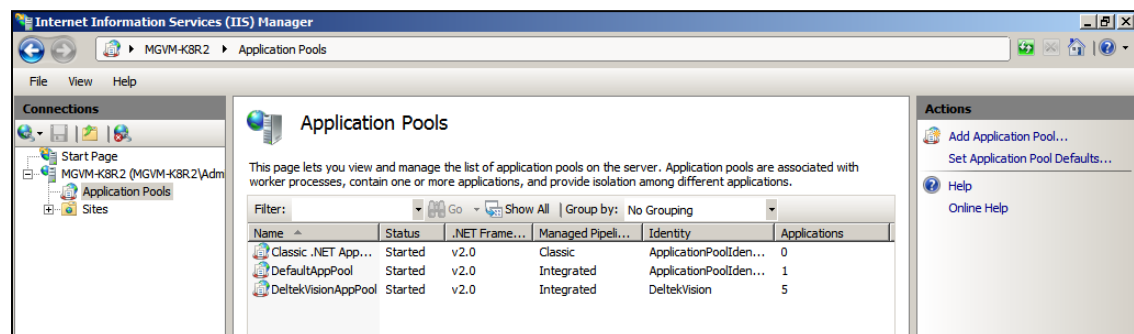 Internet Information Services (IIS) Manager
MGVM-K8R2 Application Pools
File View Help
Connections
Start Page
MGVM-K8R2 (MGVM-K8R2\Adm
Application Pools
Sites
Application Pools
This page lets you view and manage the list of application pools on the server. Application pools are associated with
worker processes, contain one or more applications, and provide isolation among different applications.
Filter: Go Show All Group by: No Grouping
Name Status .NET Frame... Managed Pipeli... Identity Applications
Classic .NET App... Started v2.0 Classic ApplicationPoolIden... 0
DefaultAppPool Started v2.0 Integrated ApplicationPoolIden... 1
DeltekVisionAppPool Started v2.0 Integrated DeltekVision 5
Actions
Add Application Pool...
Set Application Pool Defaults...
Help
Online Help